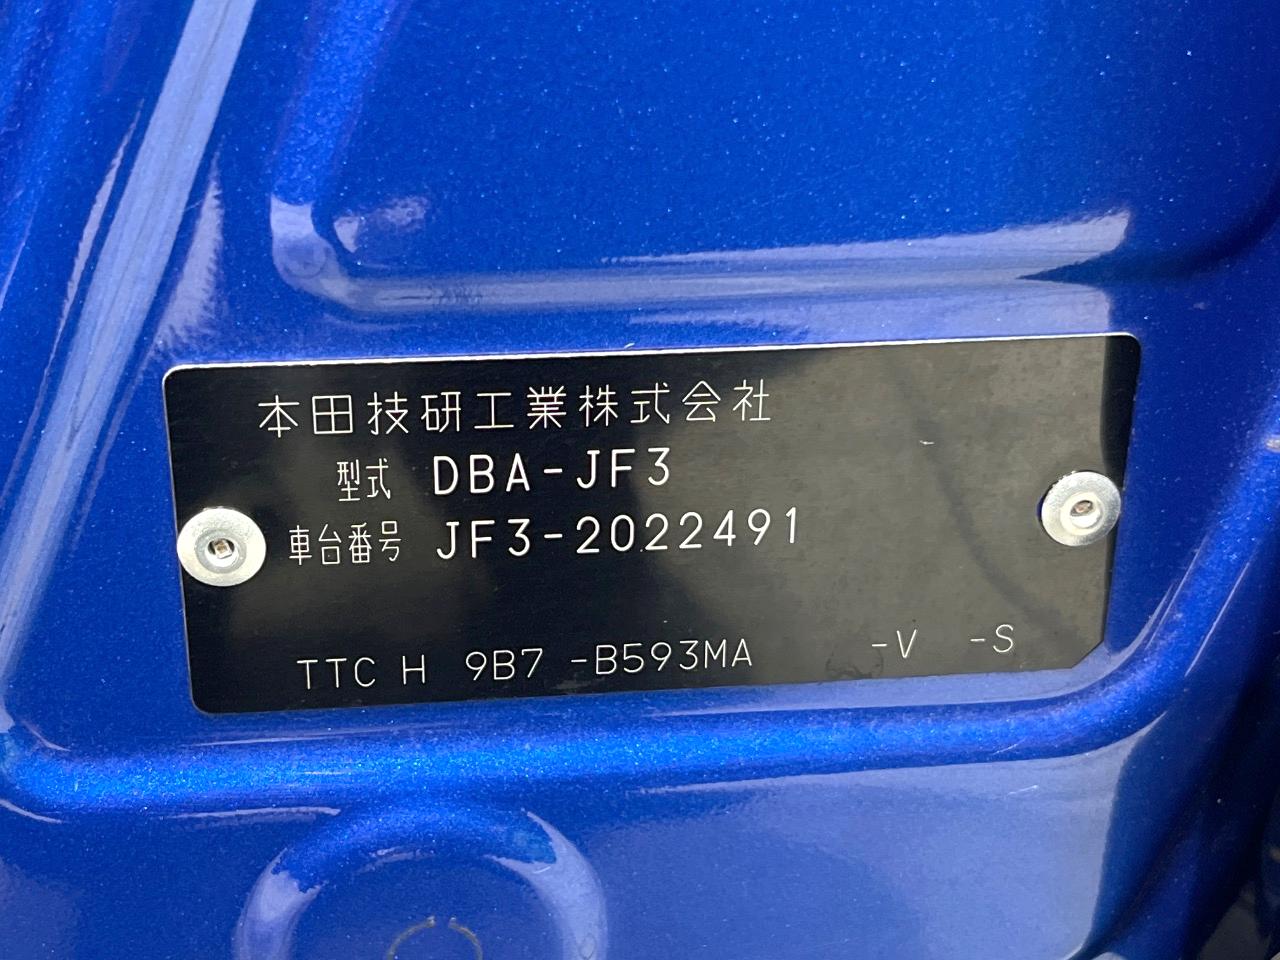 本田技研工業株式会社
型式 DBA-JF3
車台番号 JF3-2022491
TTC H 9B7 -B593MA -V -S